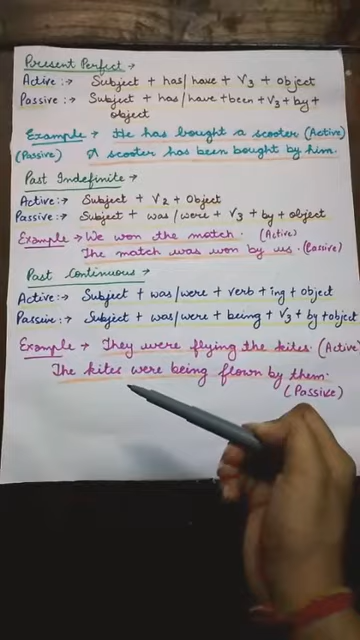 Present Perfect →
Active:→ Subject + has/have + V3 + object
Passive:→ Subject + has/have + been + V3 + by +
object
Example → He has bought a scooter (Active)
(Passive) A scooter has been bought by him.
Past Indefinite →
Active:→ Subject + V2 + Object
Passive:→ Subject + was/were + V3 + by + object
Example → We won the match. (Active)
The match was won by us. (Passive)
Past Continuous →
Active:→ Subject + was/were + verb + ing + object
Passive:→ Subject + was/were + being + V3 + by + object
Example → They were flying the kites. (Active)
The kites were being flown by them.
(Passive)